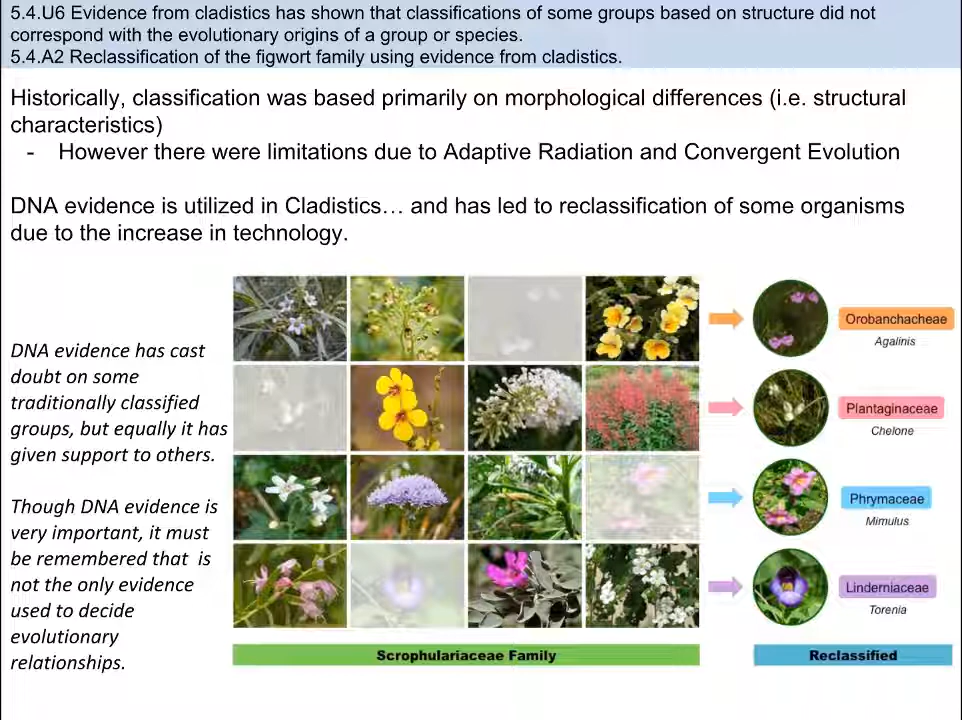 5.4.U6 Evidence from cladistics has shown that classifications of some groups based on structure did not
correspond with the evolutionary origins of a group or species.
5.4.A2 Reclassification of the figwort family using evidence from cladistics.
Historically, classification was based primarily on morphological differences (i.e. structural
characteristics)
- However there were limitations due to Adaptive Radiation and Convergent Evolution
DNA evidence is utilized in Cladistics… and has led to reclassification of some organisms
due to the increase in technology.
DNA evidence has cast
doubt on some
traditionally classified
groups, but equally it has
given support to others.
Though DNA evidence is
very important, it must
be remembered that is
not the only evidence
used to decide
evolutionary
relationships.
Orobanchacheae
Agalinis
Plantaginaceae
Chelone
Phrymaceae
Mimulus
Linderniaceae
Torenia
Scrophulariaceae Family
Reclassified